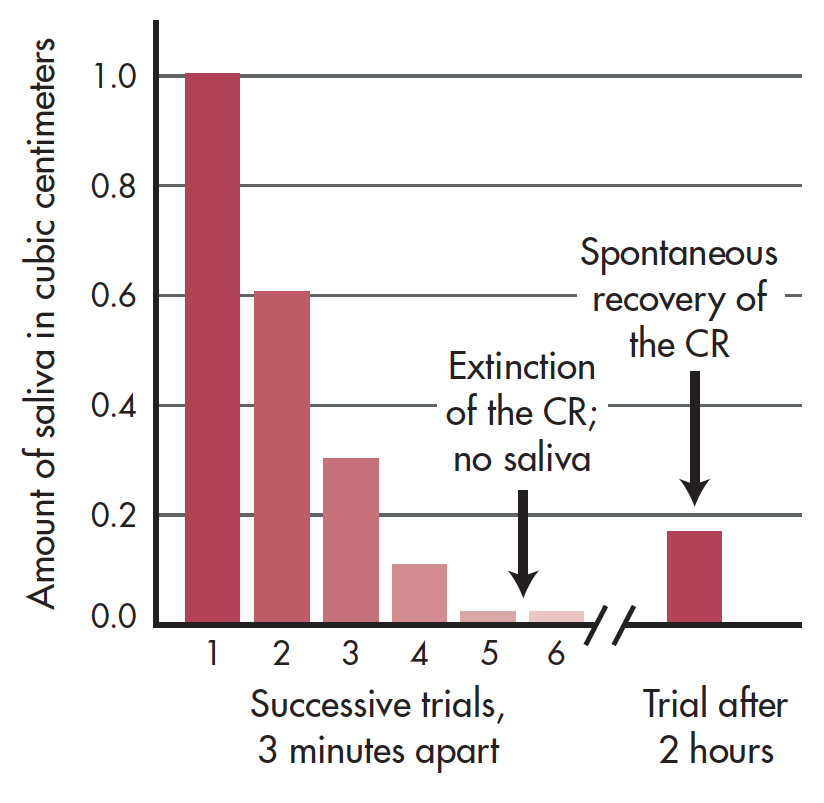 Amount of saliva in cubic centimeters
1.0
0.8
0.6
0.4
0.2
0.0
Spontaneous
recovery of
the CR
Extinction
of the CR;
no saliva
1 2 3 4 5 6
Successive trials,
3 minutes apart
Trial after
2 hours